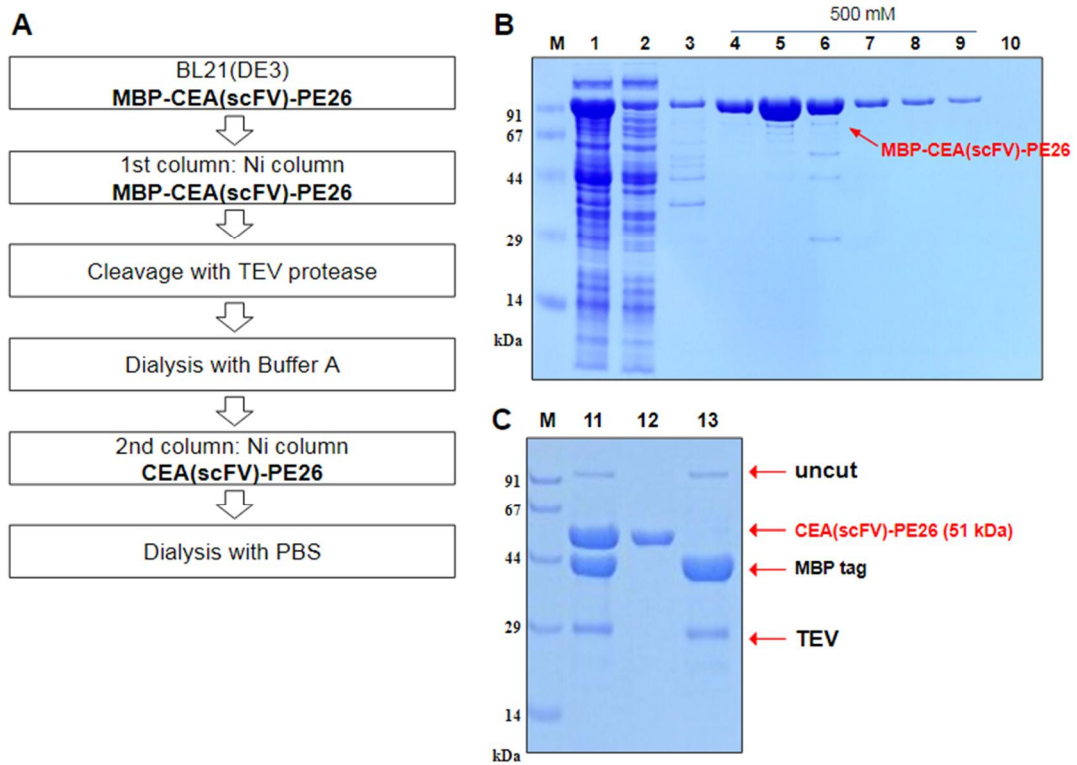 A
BL21(DE3)
MBP-CEA(scFV)-PE26
1st column: Ni column
MBP-CEA(scFV)-PE26
Cleavage with TEV protease
Dialysis with Buffer A
2nd column: Ni column
CEA(scFV)-PE26
Dialysis with PBS
B
500 mM
M 1 2 3 4 5 6 7 8 9 10
91
67
44
29
14
kDa
MBP-CEA(scFV)-PE26
C
M 11 12 13
91
67
44
29
14
kDa
uncut
CEA(scFV)-PE26 (51 kDa)
MBP tag
TEV